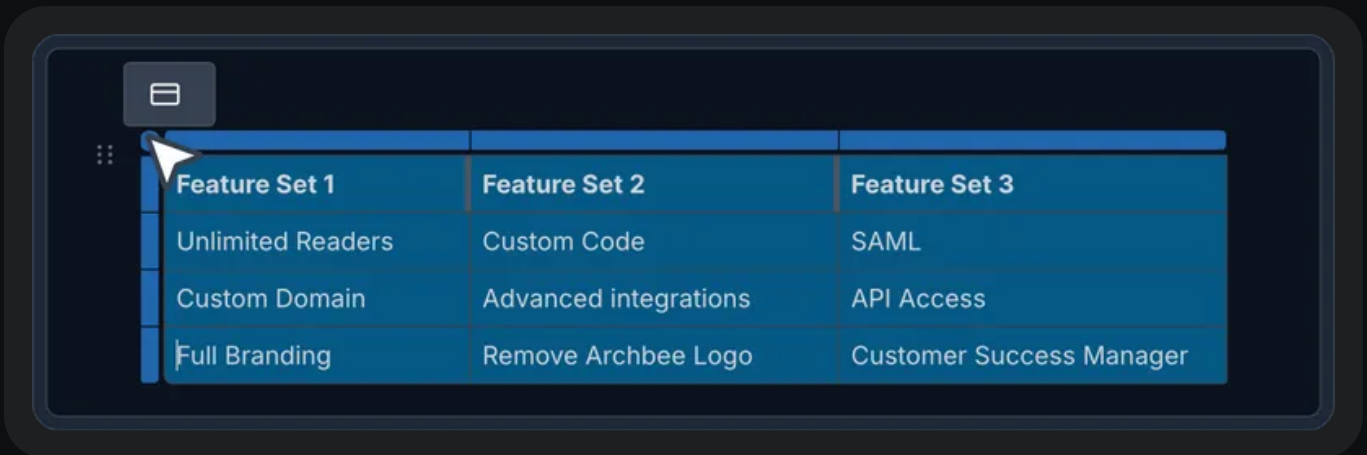 Feature Set 1 Feature Set 2 Feature Set 3
Unlimited Readers Custom Code SAML
Custom Domain Advanced integrations API Access
Full Branding Remove Archbee Logo Customer Success Manager